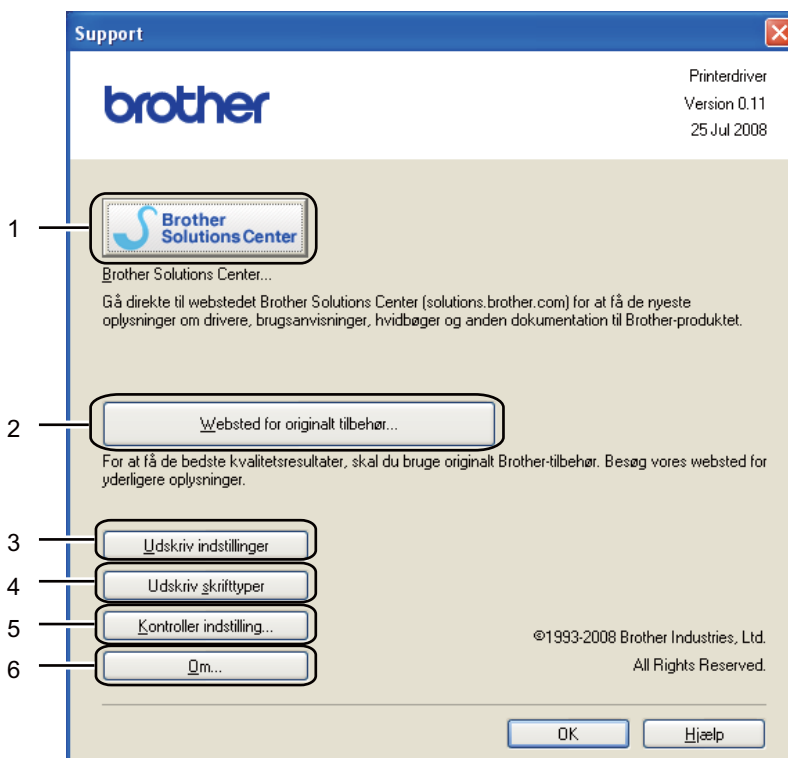 Support
brother
Printerdriver
Version 0.11
25 Jul 2008
1
Brother
Solutions Center
Brother Solutions Center...
Gå direkte til webstedet Brother Solutions Center (solutions.brother.com) for at få de nyeste
oplysninger om drivere, brugsanvisninger, hvidbøger og anden dokumentation til Brother-produktet.
2
Websted for originalt tilbehør...
For at få de bedste kvalitetsresultater, skal du bruge originalt Brother-tilbehør. Besøg vores websted for
yderligere oplysninger.
3
Udskriv indstillinger
4
Udskriv skrifttyper
5
Kontroller indstilling...
6
Om...
©1993-2008 Brother Industries, Ltd.
All Rights Reserved.
OK
Hjælp